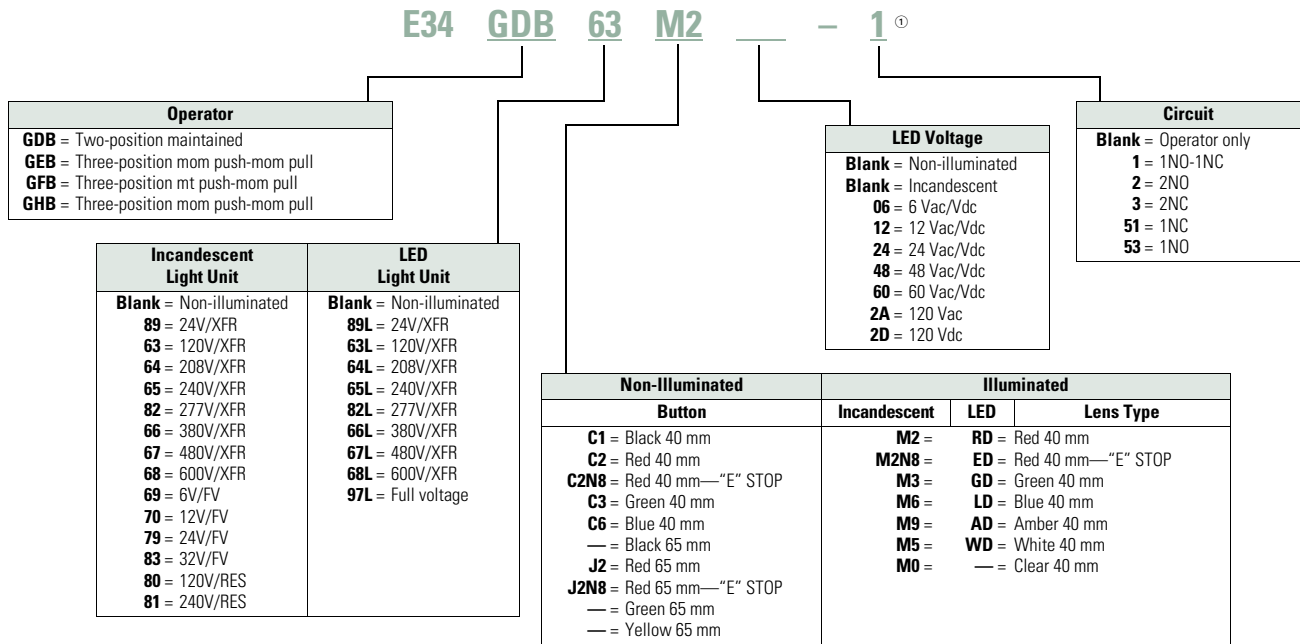 E34 GDB 63 M2 ___ – 1 ①
Operator
GDB = Two-position maintained
GEB = Three-position mom push-mom pull
GFB = Three-position mt push-mom pull
GHB = Three-position mom push-mom pull
Incandescent Light Unit
Blank = Non-illuminated
89 = 24V/XFR
63 = 120V/XFR
64 = 208V/XFR
65 = 240V/XFR
82 = 277V/XFR
66 = 380V/XFR
67 = 480V/XFR
68 = 600V/XFR
69 = 6V/FV
70 = 12V/FV
79 = 24V/FV
83 = 32V/FV
80 = 120V/RES
81 = 240V/RES
LED Light Unit
Blank = Non-illuminated
89L = 24V/XFR
63L = 120V/XFR
64L = 208V/XFR
65L = 240V/XFR
82L = 277V/XFR
66L = 380V/XFR
67L = 480V/XFR
68L = 600V/XFR
97L = Full voltage
LED Voltage
Blank = Non-illuminated
Blank = Incandescent
06 = 6 Vac/Vdc
12 = 12 Vac/Vdc
24 = 24 Vac/Vdc
48 = 48 Vac/Vdc
60 = 60 Vac/Vdc
2A = 120 Vac
2D = 120 Vdc
Circuit
Blank = Operator only
1 = 1NO-1NC
2 = 2NO
3 = 2NC
51 = 1NC
53 = 1NO
Non-Illuminated
Button
C1 = Black 40 mm
C2 = Red 40 mm
C2N8 = Red 40 mm—“E” STOP
C3 = Green 40 mm
C6 = Blue 40 mm
— = Black 65 mm
J2 = Red 65 mm
J2N8 = Red 65 mm—“E” STOP
— = Green 65 mm
— = Yellow 65 mm
Illuminated
Incandescent LED Lens Type
M2 = RD = Red 40 mm
M2N8 = ED = Red 40 mm—“E” STOP
M3 = GD = Green 40 mm
M6 = LD = Blue 40 mm
M9 = AD = Amber 40 mm
M5 = WD = White 40 mm
M0 = — = Clear 40 mm